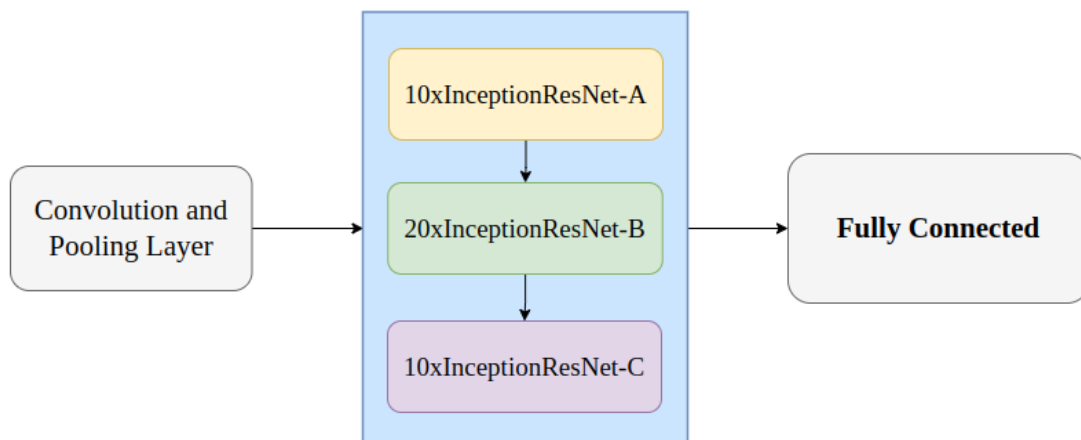 Convolution and
Pooling Layer
10xInceptionResNet-A
20xInceptionResNet-B
10xInceptionResNet-C
Fully Connected